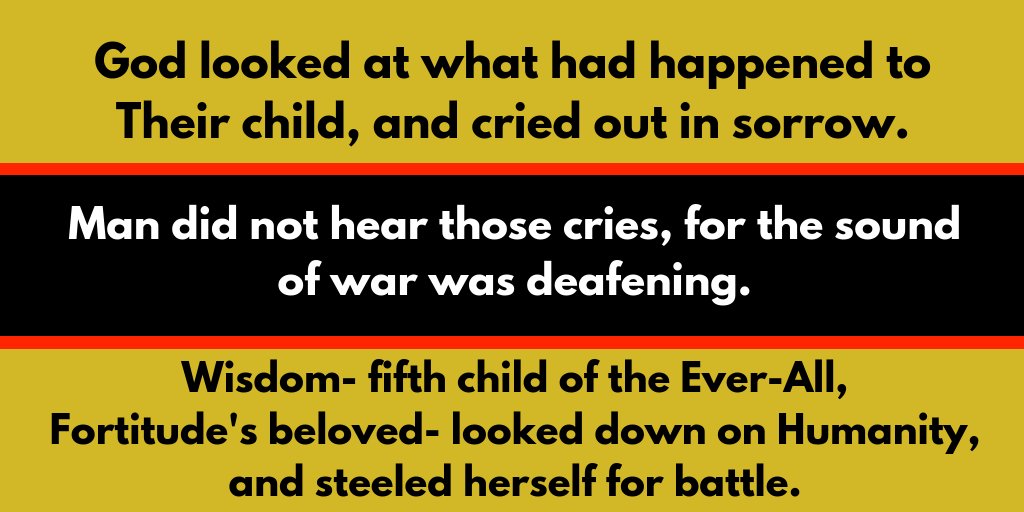 God looked at what had happened to
Their child, and cried out in sorrow.
Man did not hear those cries, for the sound
of war was deafening.
Wisdom- fifth child of the Ever-All,
Fortitude's beloved- looked down on Humanity,
and steeled herself for battle.